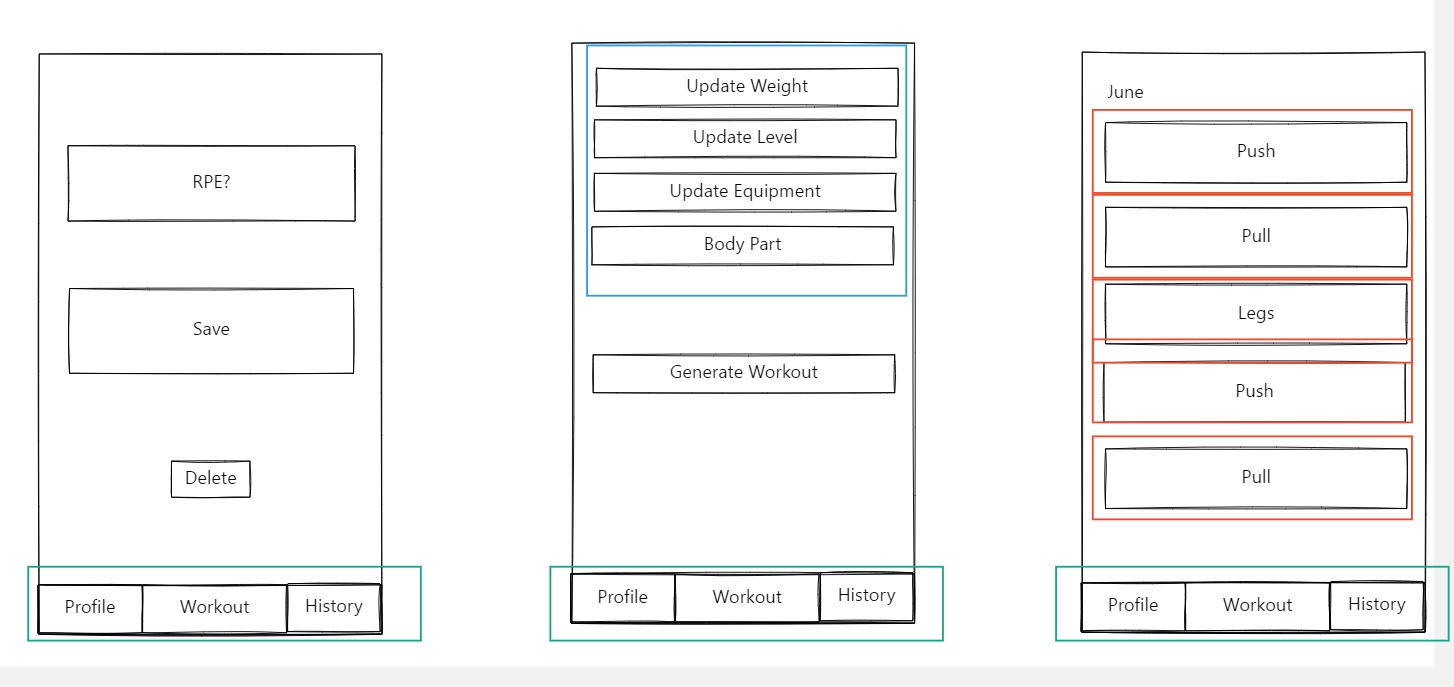 RPE?
Save
Delete
Profile
Workout
History
Update Weight
Update Level
Update Equipment
Body Part
Generate Workout
Profile
Workout
History
June
Push
Pull
Legs
Push
Pull
Profile
Workout
History